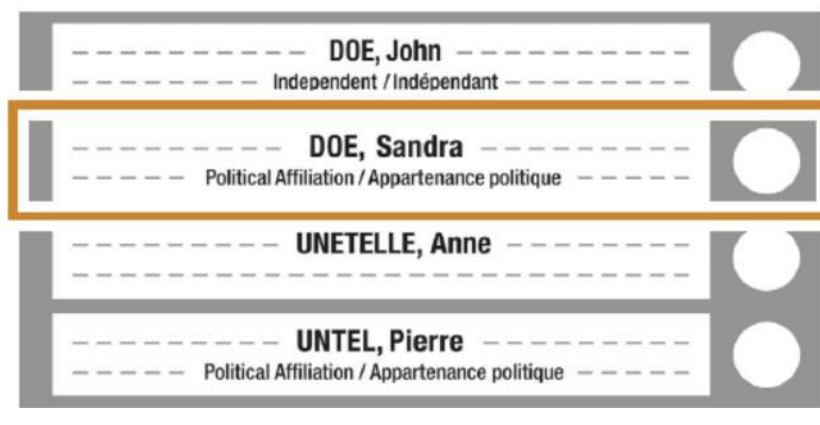 DOE, John
Independent / Indépendant
DOE, Sandra
Political Affiliation / Appartenance politique
UNETELLE, Anne
UNTEL, Pierre
Political Affiliation / Appartenance politique